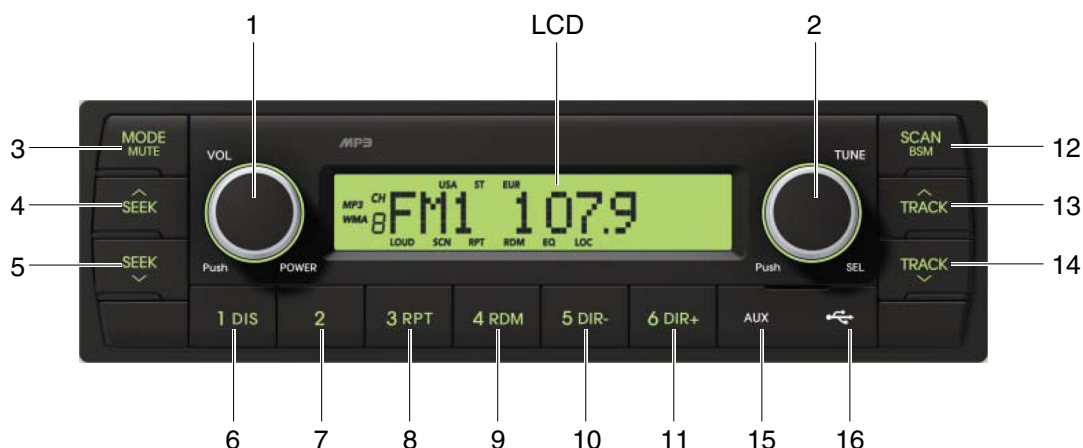 1 LCD 2
MP3
3 MODE MUTE VOL TUNE SCAN BSM 12
USA ST EUR
4 SEEK MP3 WMA CH 8 FM1 107.9 TRACK 13
LOUD SCN RPT RDM EQ LOC
5 SEEK Push POWER Push SEL TRACK 14
1 DIS 2 3 RPT 4 RDM 5 DIR- 6 DIR+ AUX
6 7 8 9 10 11 15 16